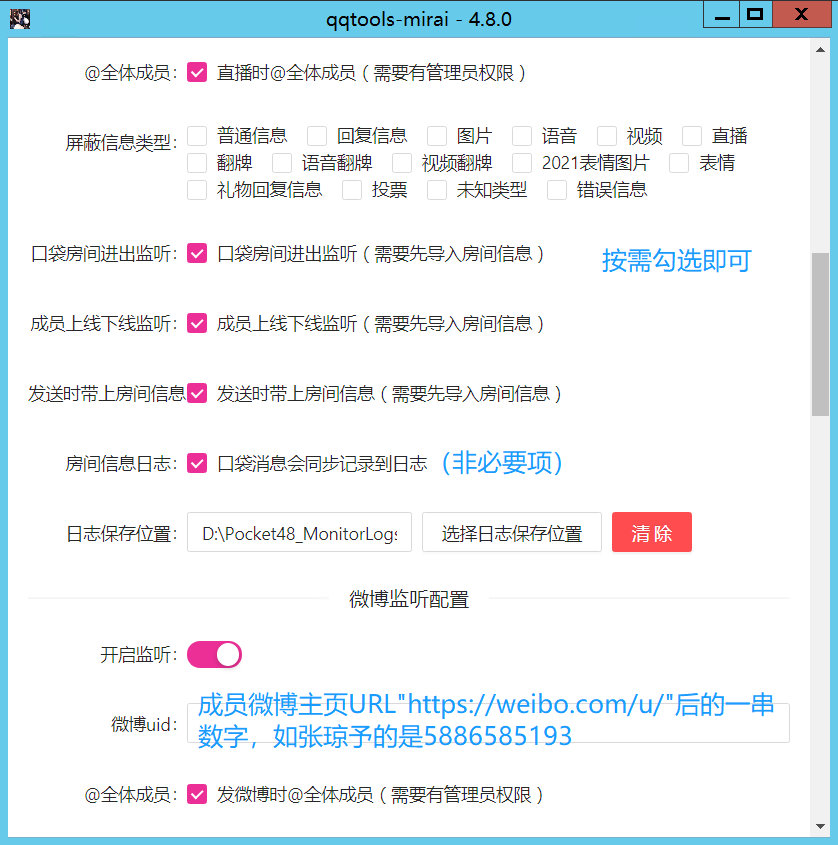 qqtools-mirai - 4.8.0
@全体成员: 直播时@全体成员(需要有管理员权限)
屏蔽信息类型: 普通信息 回复信息 图片 语音 视频 直播
翻牌 语音翻牌 视频翻牌 2021表情图片 表情
礼物回复信息 投票 未知类型 错误信息
口袋房间进出监听: 口袋房间进出监听(需要先导入房间信息) 按需勾选即可
成员上线下线监听: 成员上线下线监听(需要先导入房间信息)
发送时带上房间信息 发送时带上房间信息(需要先导入房间信息)
房间信息日志: 口袋消息会同步记录到日志 (非必要项)
日志保存位置: D:\Pocket48_MonitorLogs 选择日志保存位置 清 除
微博监听配置
开启监听:
微博uid: 成员微博主页URL"https://weibo.com/u/"后的一串
数字，如张琼予的是5886585193
@全体成员: 发微博时@全体成员(需要有管理员权限)